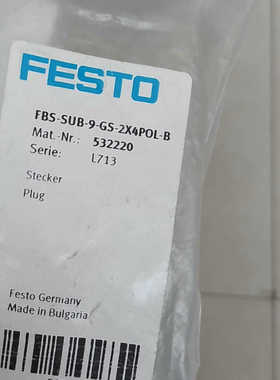 FESTO
FBS-SUB-9-GS-2X4POL-B
Mat.-Nr.: 532220
Serie: L713
Stecker
Plug
Festo Germany
Made in Bulgaria